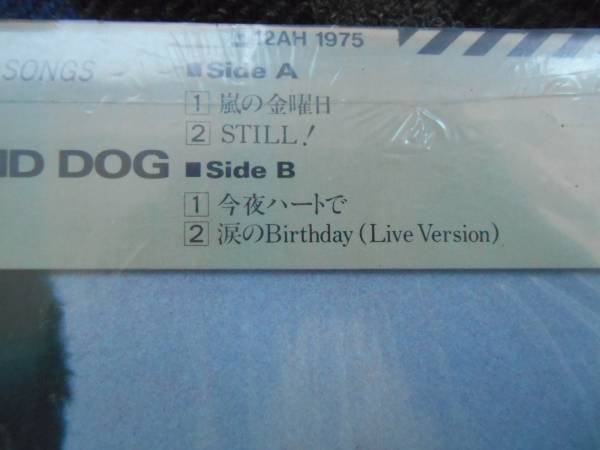 12AH 1975
SONGS
■Side A
1 嵐の金曜日
2 STILL!
DOG
■Side B
1 今夜ハートで
2 涙のBirthday (Live Version)